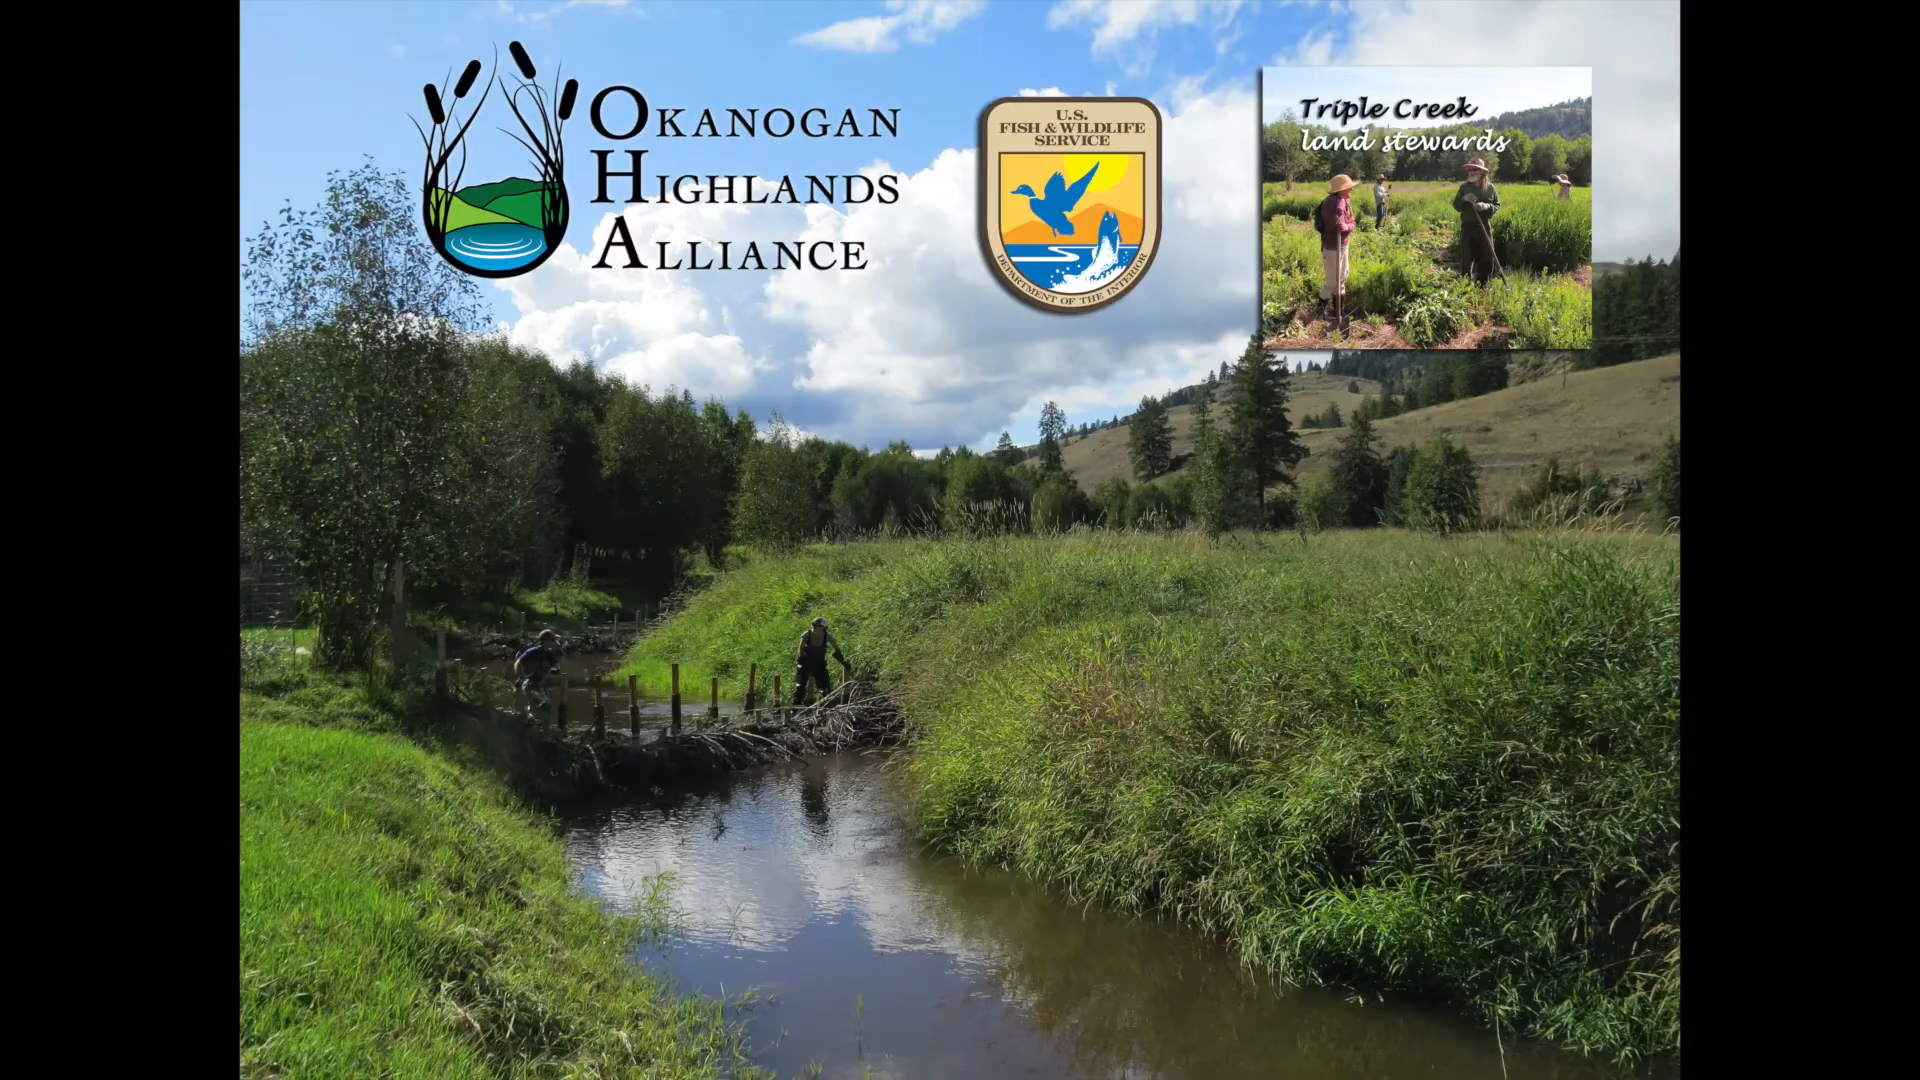 OKANOGAN
HIGHLANDS
ALLIANCE
U.S.
FISH & WILDLIFE
SERVICE
DEPARTMENT OF THE INTERIOR
Triple Creek
land stewards